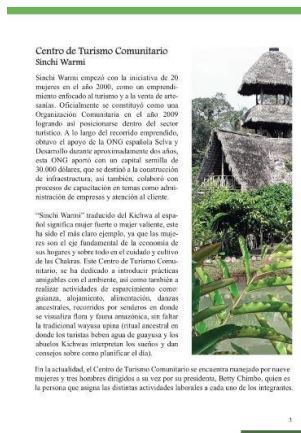 Centro de Turismo Comunitario
Sinchi Warmi
Sinchi Warmi empezó con la iniciativa de 20
mujeres en el año 2000, como un emprendi-
miento enfocado al turismo y a la venta de arte-
sanías. Oficialmente se constituyó como una
Organización Comunitaria en el año 2009
logrando así posicionarse dentro del sector
turístico. A lo largo del recorrido emprendido,
obtuvo el apoyo de la ONG española Selva y
Desarrollo durante aproximadamente dos años,
esta ONG aportó con un capital semilla de
30.000 dólares, que se destinó a la construcción
de infraestructura; así también, colaboró con
procesos de capacitación en temas como admi-
nistración de empresas y atención al cliente.
"Sinchi Warmi" traducido del Kichwa al espa-
ñol significa mujer fuerte o mujer valiente, este
ha sido el mas claro ejemplo, ya que las muje-
res son el eje fundamental de la economía de
sus hogares y sobre todo en el cuidado y cultivo
de las Chakras. Este Centro de Turismo Comu-
nitario, se ha dedicado a introducir prácticas
amigables con el ambiente, así como también a
realizar actividades de esparcimiento como:
guianza, alojamiento, alimentación, danzas
ancestrales, recorridos por senderos en donde
se visualiza flora y fauna amazónica, sin faltar
la tradicional wayusa upina (ritual ancestral en
donde los turistas beben agua de guayusa y los
abuelos Kichwas interpretan los sueños y dan
consejos sobre como planificar el día).
En la actualidad, el Centro de Turismo Comunitario se encuentra manejado por nueve
mujeres y tres hombres dirigidos a su vez por su presidenta, Betty Chimbo, quien es
la persona que asigna las distintas actividades laborales a cada uno de los integrantes.
3